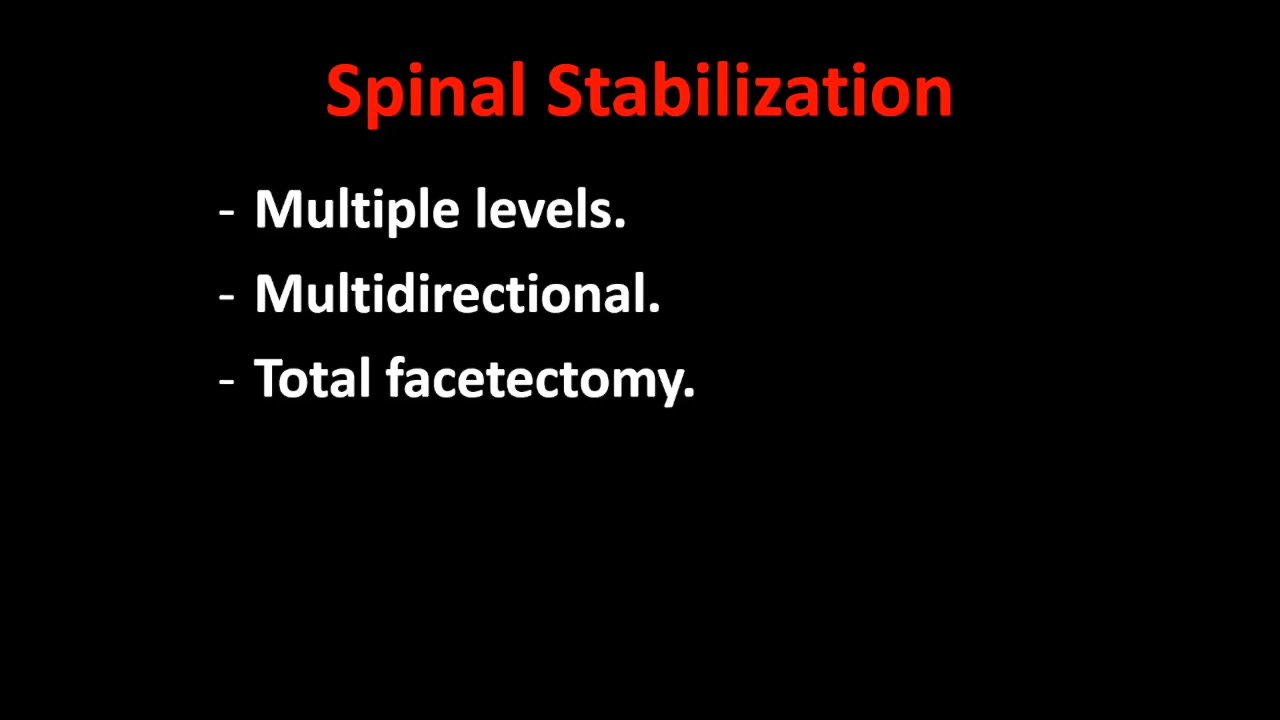 Spinal Stabilization
- Multiple levels.
- Multidirectional.
- Total facetectomy.